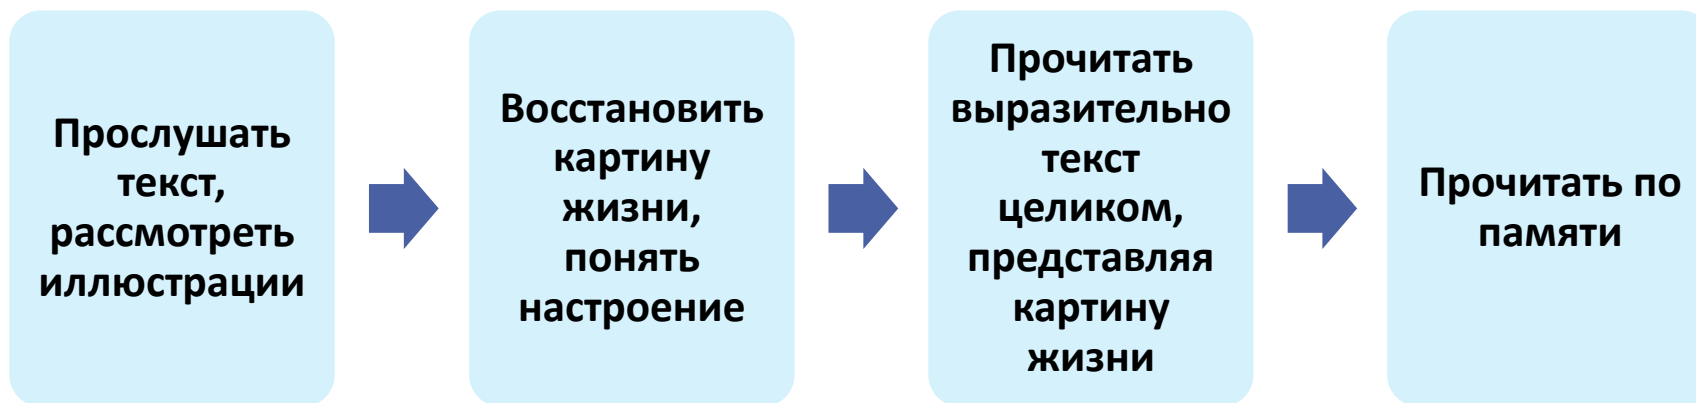 Прослушать
текст,
рассмотреть
иллюстрации
Восстановить
картину
жизни,
понять
настроение
Прочитать
выразительно
текст
целиком,
представляя
картину
жизни
Прочитать по
памяти